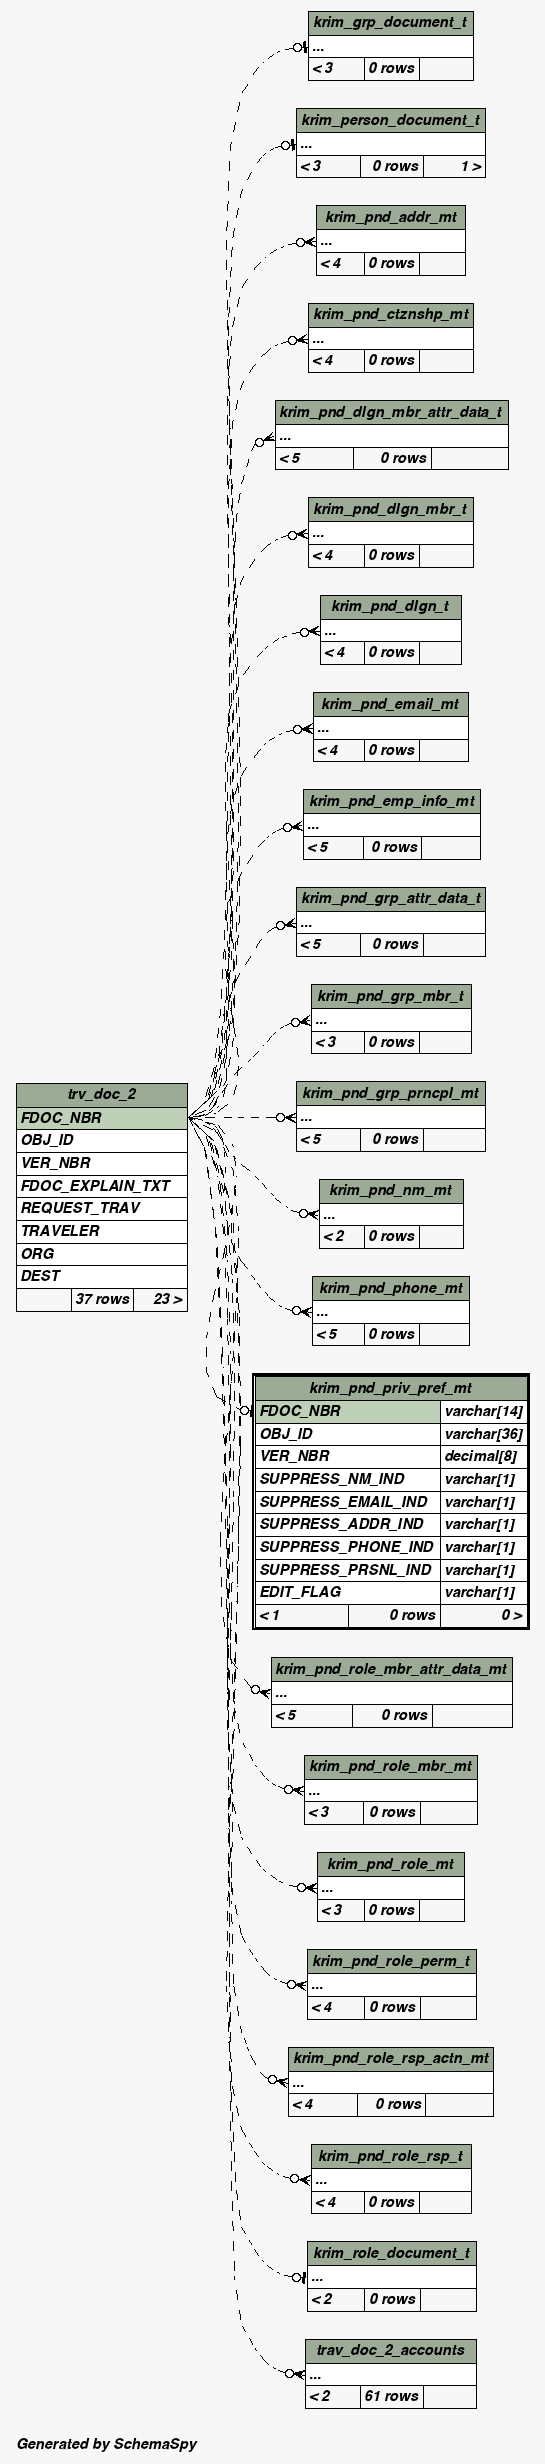 krim_grp_document_t
...
< 3 0 rows
krim_person_document_t
...
< 3 0 rows 1 >
krim_pnd_addr_mt
...
< 4 0 rows
krim_pnd_ctznshp_mt
...
< 4 0 rows
krim_pnd_dlgn_mbr_attr_data_t
...
< 5 0 rows
krim_pnd_dlgn_mbr_t
...
< 4 0 rows
krim_pnd_dlgn_t
...
< 4 0 rows
krim_pnd_email_mt
...
< 4 0 rows
krim_pnd_emp_info_mt
...
< 5 0 rows
krim_pnd_grp_attr_data_t
...
< 5 0 rows
krim_pnd_grp_mbr_t
...
< 3 0 rows
krim_pnd_grp_prncpl_mt
...
< 5 0 rows
trv_doc_2
FDOC_NBR
OBJ_ID
VER_NBR
FDOC_EXPLAIN_TXT
REQUEST_TRAV
TRAVELER
ORG
DEST
37 rows 23 >
krim_pnd_nm_mt
...
< 2 0 rows
krim_pnd_phone_mt
...
< 5 0 rows
krim_pnd_priv_pref_mt
FDOC_NBR varchar[14]
OBJ_ID varchar[36]
VER_NBR decimal[8]
SUPPRESS_NM_IND varchar[1]
SUPPRESS_EMAIL_IND varchar[1]
SUPPRESS_ADDR_IND varchar[1]
SUPPRESS_PHONE_IND varchar[1]
SUPPRESS_PRSNL_IND varchar[1]
EDIT_FLAG varchar[1]
< 1 0 rows 0 >
krim_pnd_role_mbr_attr_data_mt
...
< 5 0 rows
krim_pnd_role_mbr_mt
...
< 3 0 rows
krim_pnd_role_mt
...
< 3 0 rows
krim_pnd_role_perm_t
...
< 4 0 rows
krim_pnd_role_rsp_actn_mt
...
< 4 0 rows
krim_pnd_role_rsp_t
...
< 4 0 rows
krim_role_document_t
...
< 2 0 rows
trav_doc_2_accounts
...
< 2 61 rows
Generated by SchemaSpy